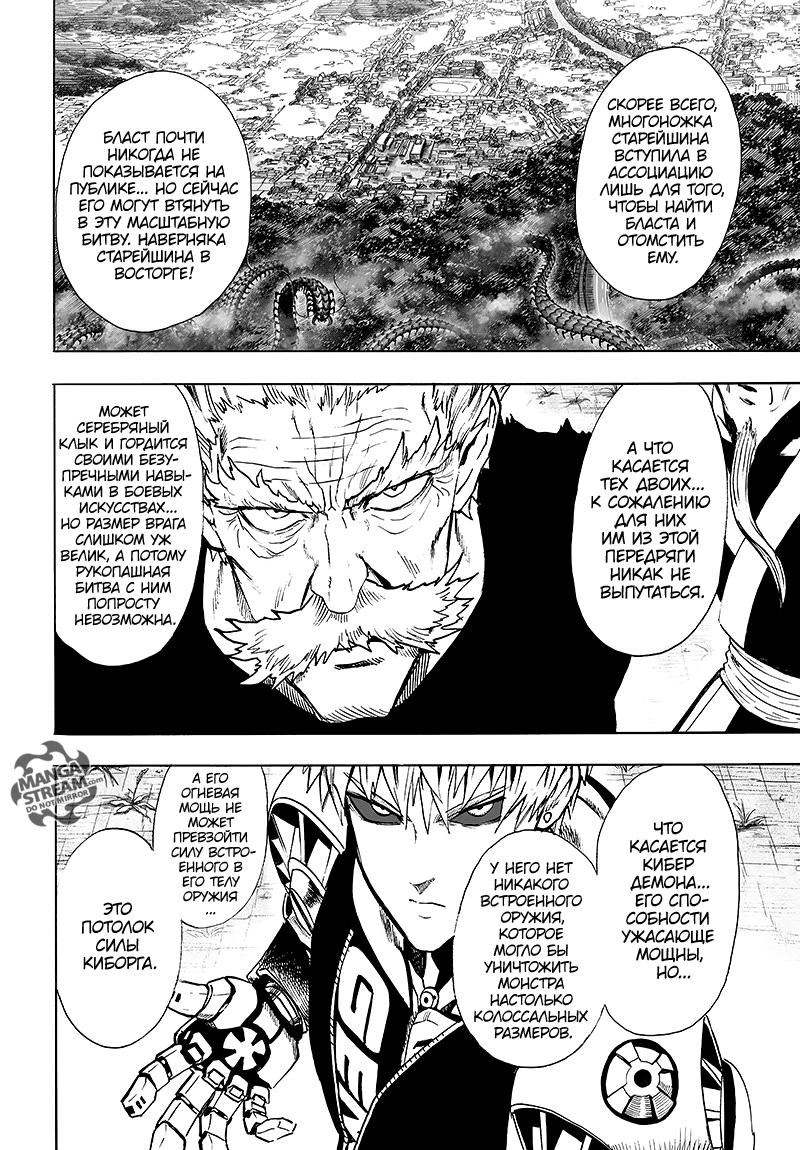 СКОРЕЕ ВСЕГО,
МНОГОНОЖКА
СТАРЕЙШИНА
ВСТУПИЛА В
АССОЦИАЦИЮ
ЛИШЬ ДЛЯ ТОГО,
ЧТОБЫ НАЙТИ
БЛАСТА И
ОТОМСТИТЬ
ЕМУ.
БЛАСТ ПОЧТИ
НИКОГДА НЕ
ПОКАЗЫВАЕТСЯ НА
ПУБЛИКЕ... НО СЕЙЧАС
ЕГО МОГУТ ВТЯНУТЬ
В ЭТУ МАСШТАБНУЮ
БИТВУ. НАВЕРНЯКА
СТАРЕЙШИНА В
ВОСТОРГЕ!
А ЧТО
КАСАЕТСЯ
ТЕХ ДВОИХ...
К СОЖАЛЕНИЮ
ДЛЯ НИХ
ИМ ИЗ ЭТОЙ
ПЕРЕДРЯГИ
НИКАК НЕ
ВЫПУТАТЬСЯ.
МОЖЕТ
СЕРЕБРЯНЫЙ
КЛЫК И ГОРДИТСЯ
СВОИМИ БЕЗУ-
ПРЕЧНЫМИ НАВЫ-
КАМИ В БОЕВЫХ
ИСКУССТВАХ...
НО РАЗМЕР ВРАГА
СЛИШКОМ УЖ
ВЕЛИК, А ПОТОМУ
РУКОПАШНАЯ
БИТВА С НИМ
ПОПРОСТУ
НЕВОЗМОЖНА.
ЧТО
КАСАЕТСЯ
КИБЕР
ДЕМОНА...
ЕГО СПО-
СОБНОСТИ
УЖАСАЮЩЕ
МОЩНЫ,
НО...
У НЕГО НЕТ
НИКАКОГО
ВСТРОЕННОГО
ОРУЖИЯ,
КОТОРОЕ
МОГЛО БЫ
УНИЧТОЖИТЬ
МОНСТРА
НАСТОЛЬКО
КОЛОССАЛЬНЫХ
РАЗМЕРОВ.
А ЕГО
ОГНЕВАЯ
МОЩЬ НЕ
МОЖЕТ
ПРЕВЗОЙТИ
СИЛУ ВСТРО-
ЕННОГО В
ЕГО ТЕЛУ
ОРУЖИЯ
...
ЭТО
ПОТОЛОК
СИЛЫ
КИБОРГА.
GEN
MANGA
STREAM.com
DO NOT MIRROR